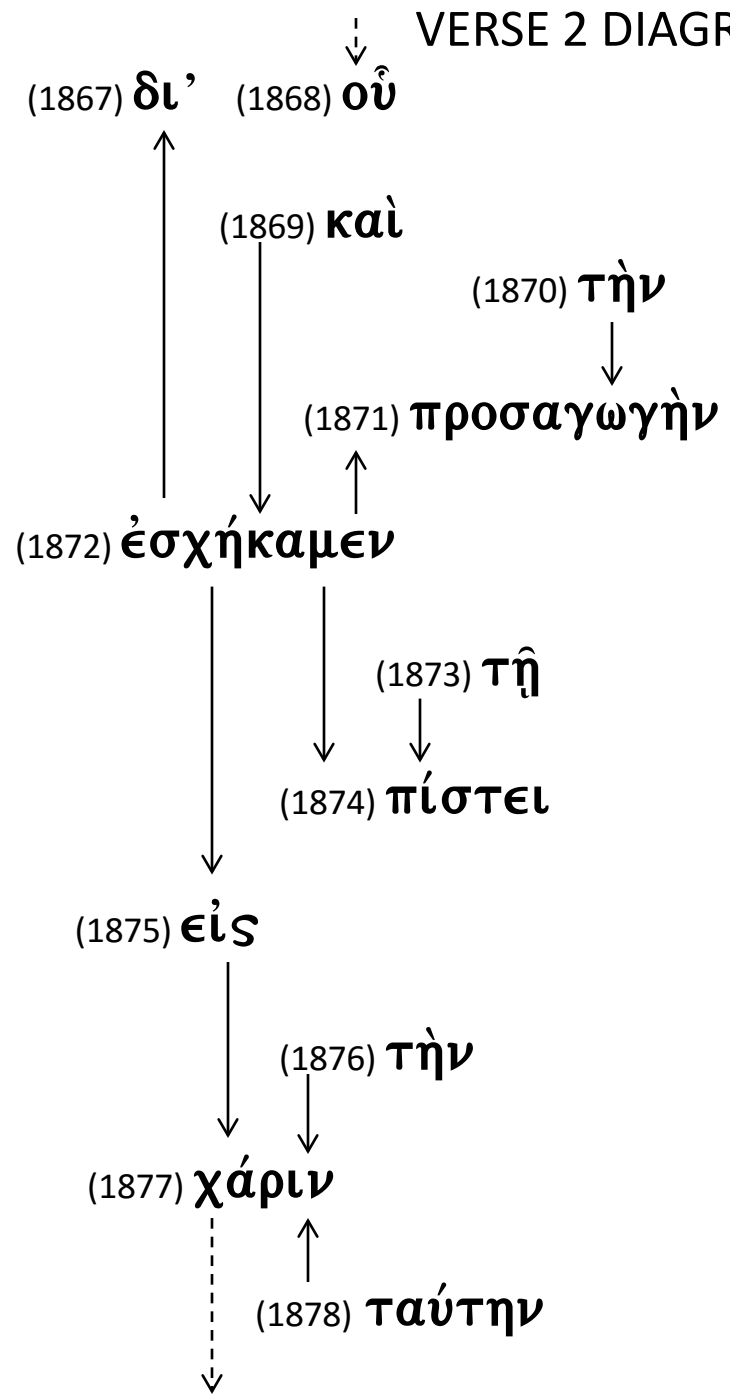 VERSE 2 DIAGR
(1867) δι’ (1868) οὗ
(1869) καὶ
(1870) τὴν
(1871) προσαγωγὴν
(1872) ἐσχήκαμεν
(1873) τῇ
(1874) πίστει
(1875) εἰς
(1876) τὴν
(1877) χάριν
(1878) ταύτην